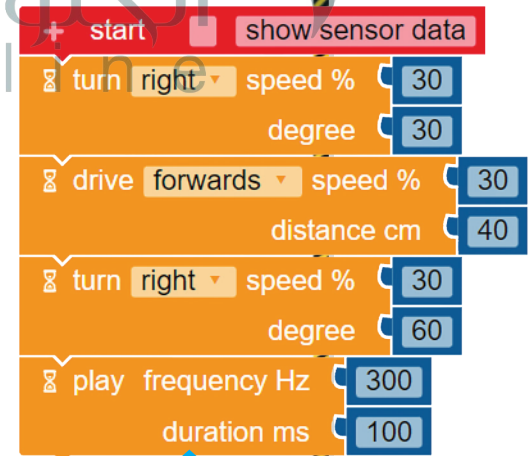 + start show sensor data
turn right speed % 30
degree 30
drive forwards speed % 30
distance cm 40
turn right speed % 30
degree 60
play frequency Hz 300
duration ms 100
line